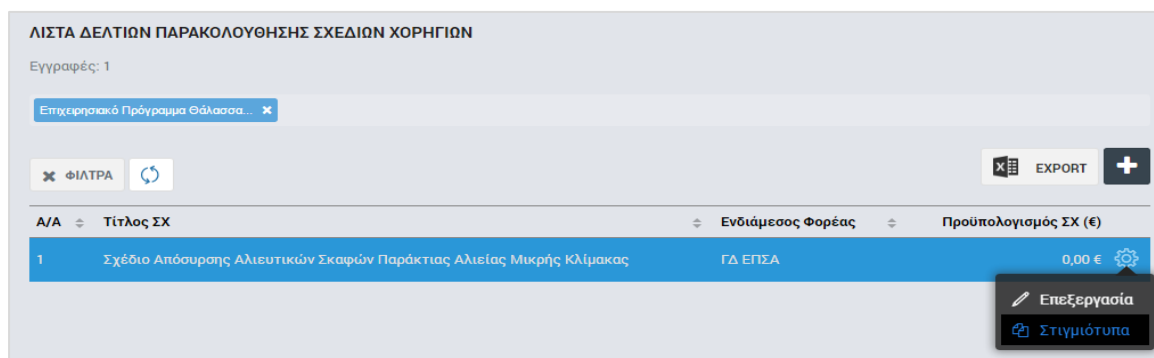 ΛΙΣΤΑ ΔΕΛΤΙΩΝ ΠΑΡΑΚΟΛΟΥΘΗΣΗΣ ΣΧΕΔΙΩΝ ΧΟΡΗΓΙΩΝ
Εγγραφές: 1
Επιχειρησιακό Πρόγραμμα Θάλασσα...
ΦΙΛΤΡΑ EXPORT
Α/Α Τίτλος ΣΧ Ενδιάμεσος Φορέας Προϋπολογισμός ΣΧ (€)
1 Σχέδιο Απόσυρσης Αλιευτικών Σκαφών Παράκτιας Αλιείας Μικρής Κλίμακας ΓΔ ΕΠΣΑ 0,00 €
Επεξεργασία
Στιγμιότυπα